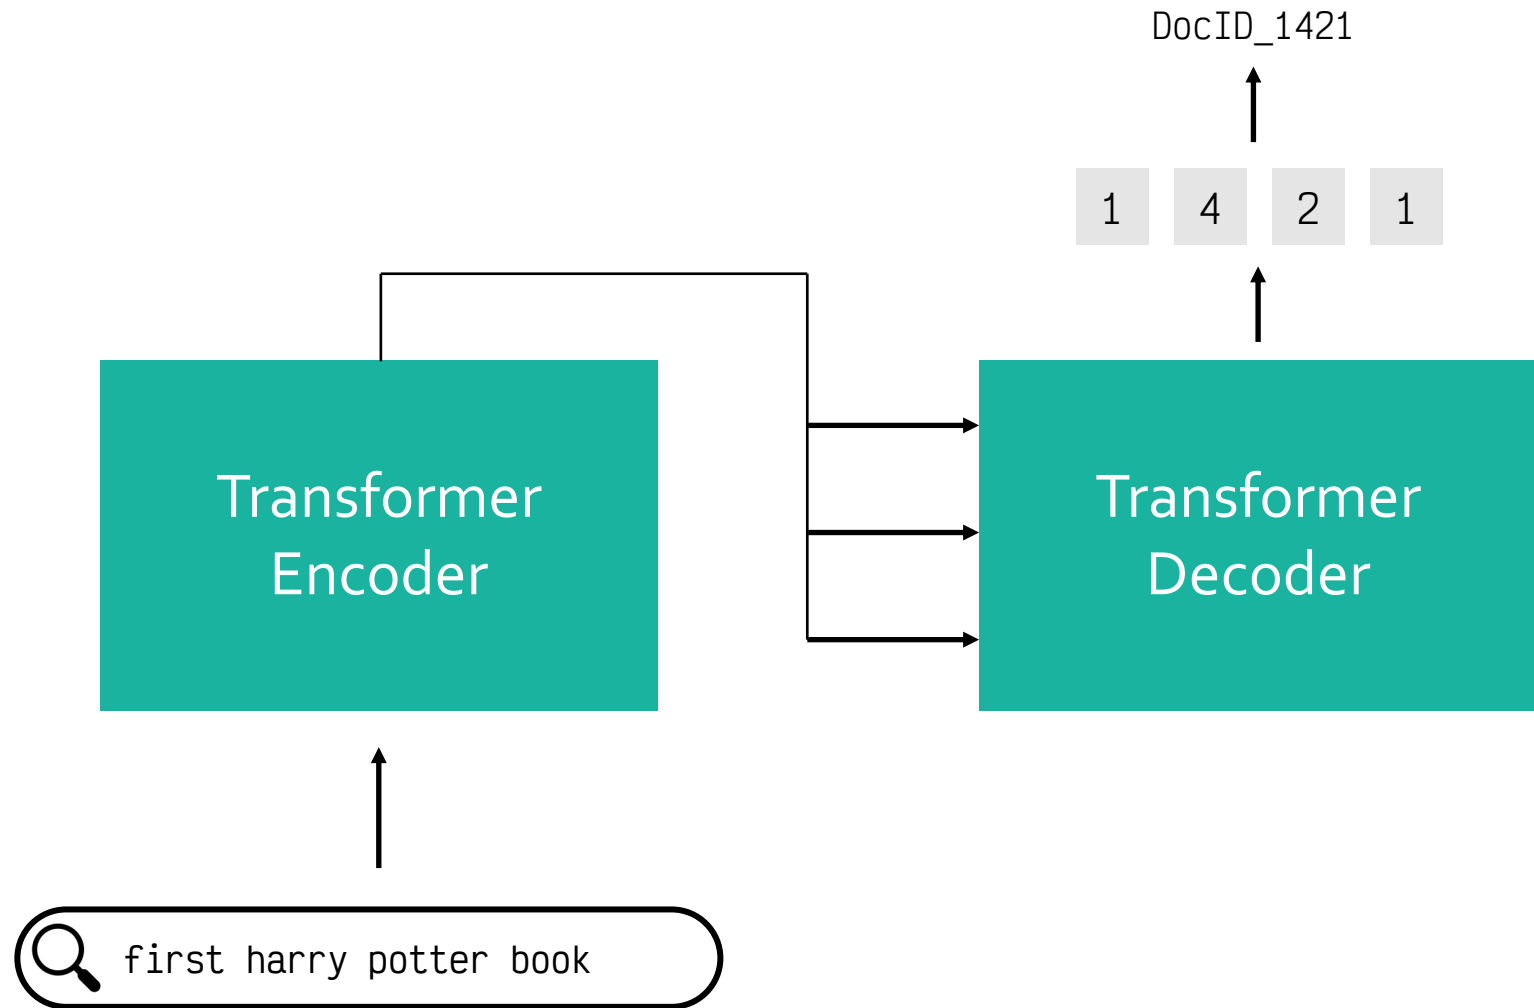 DocID_1421
1 4 2 1
Transformer
Encoder
Transformer
Decoder
first harry potter book